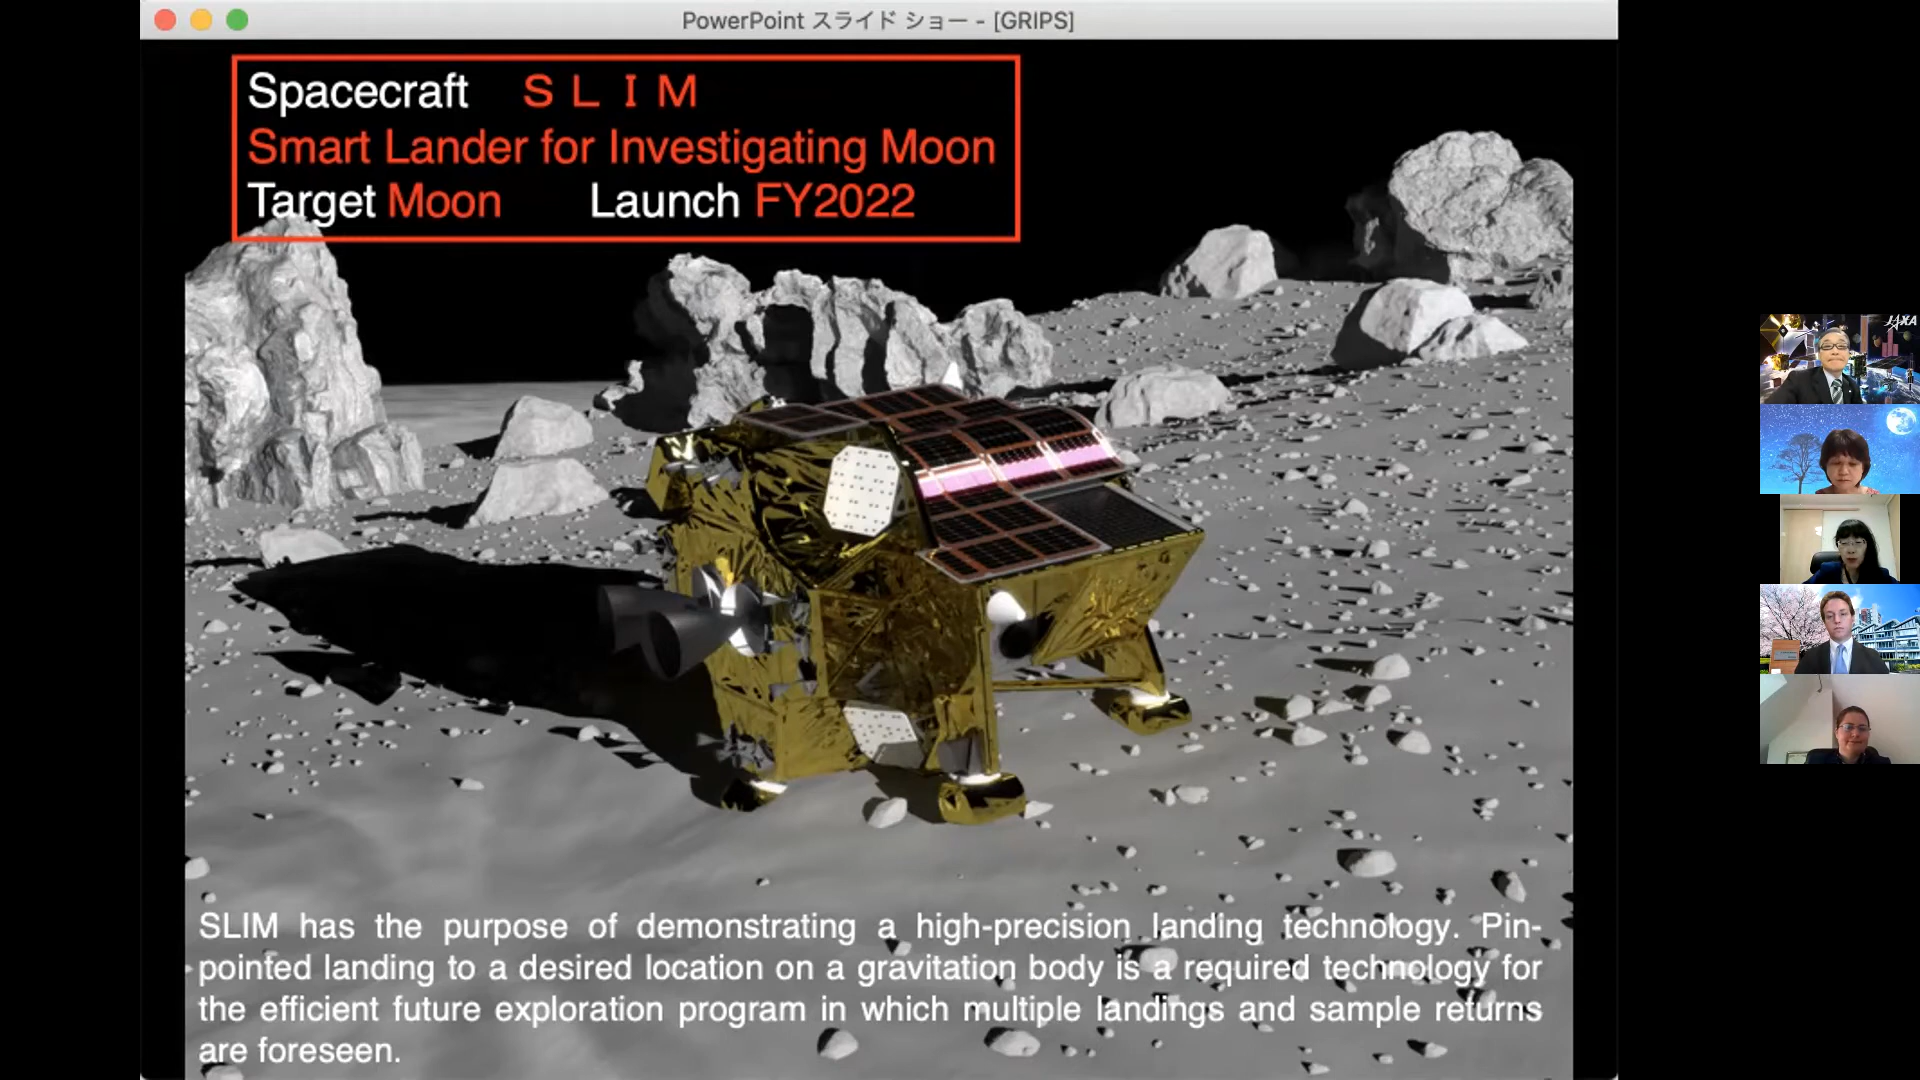 PowerPoint スライド ショー - [GRIPS]
Spacecraft ＳＬＩＭ
Smart Lander for Investigating Moon
Target Moon Launch FY2022
JAXA
SLIM has the purpose of demonstrating a high-precision landing technology. Pin-
pointed landing to a desired location on a gravitation body is a required technology for
the efficient future exploration program in which multiple landings and sample returns
are foreseen.